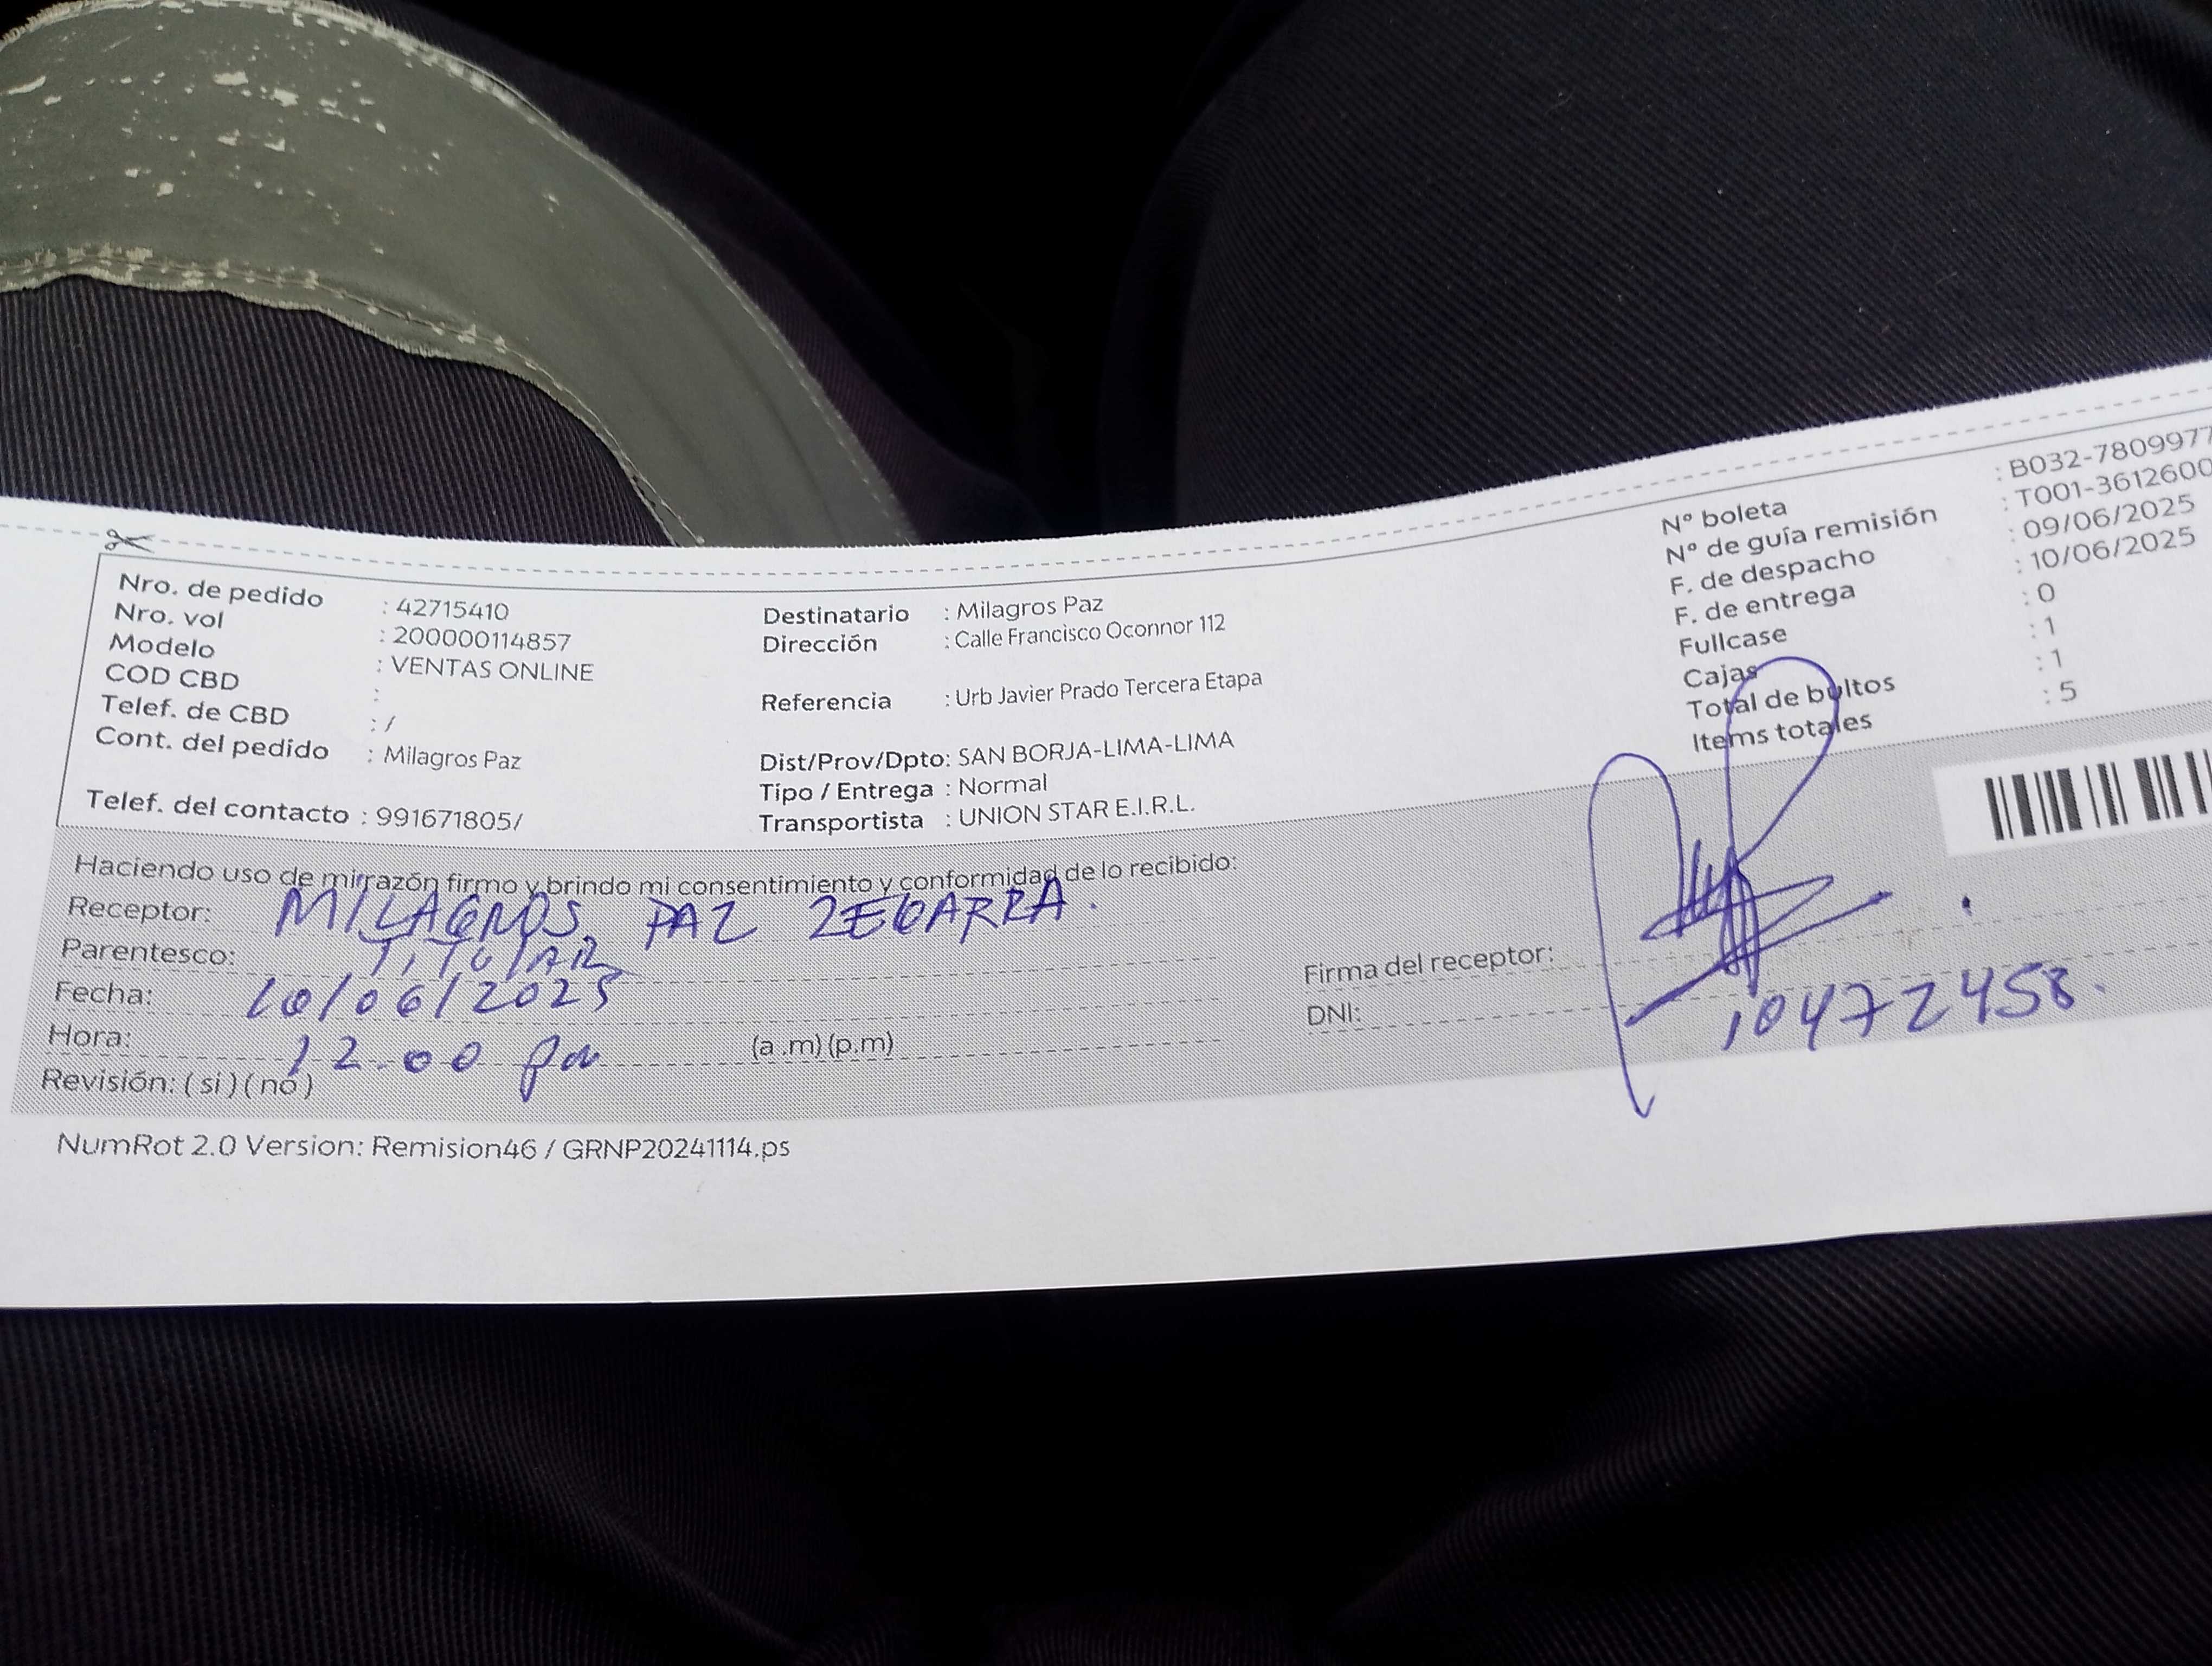 Nro. de pedido : 42715410
Nro. vol : 200000114857
Modelo : VENTAS ONLINE
COD CBD :
Telef. de CBD : /
Cont. del pedido : Milagros Paz
Telef. del contacto : 991671805/
Destinatario : Milagros Paz
Dirección : Calle Francisco Oconnor 112
Referencia : Urb Javier Prado Tercera Etapa
Dist/Prov/Dpto: SAN BORJA-LIMA-LIMA
Tipo / Entrega : Normal
Transportista : UNION STAR E.I.R.L.
Nº boleta : B032-7809977
Nº de guía remisión : T001-3612600
F. de despacho : 09/06/2025
F. de entrega : 10/06/2025
Fullcase : 0
Cajas : 1
Total de bultos : 1
Items totales : 5
Haciendo uso de mi razón firmo y brindo mi consentimiento y conformidad de lo recibido:
Receptor: MILAGROS PAZ ZEGARRA.
Parentesco: TITULAR
Fecha: 10/06/2025
Hora: 12.00 pm (a .m) (p.m)
Revisión: ( si ) ( no )
Firma del receptor:
DNI: 10472458.
NumRot 2.0 Version: Remision46 / GRNP20241114.ps